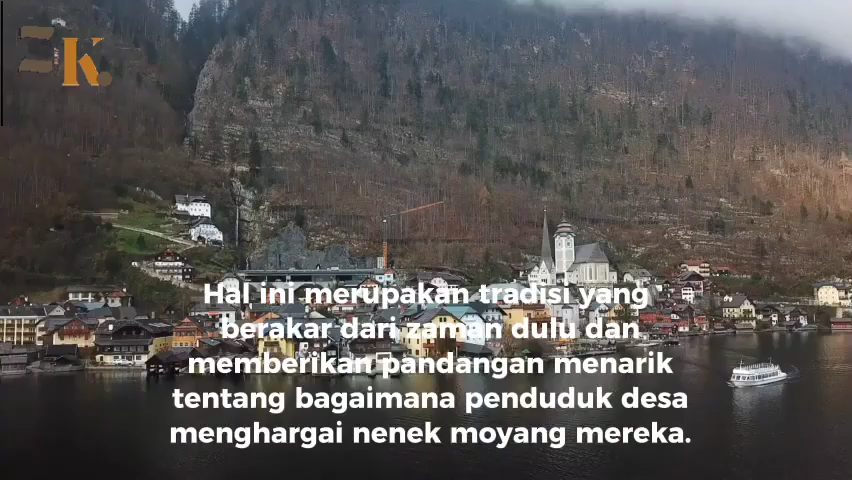 K.
Hal ini merupakan tradisi yang
berakar dari zaman dulu dan
memberikan pandangan menarik
tentang bagaimana penduduk desa
menghargai nenek moyang mereka.